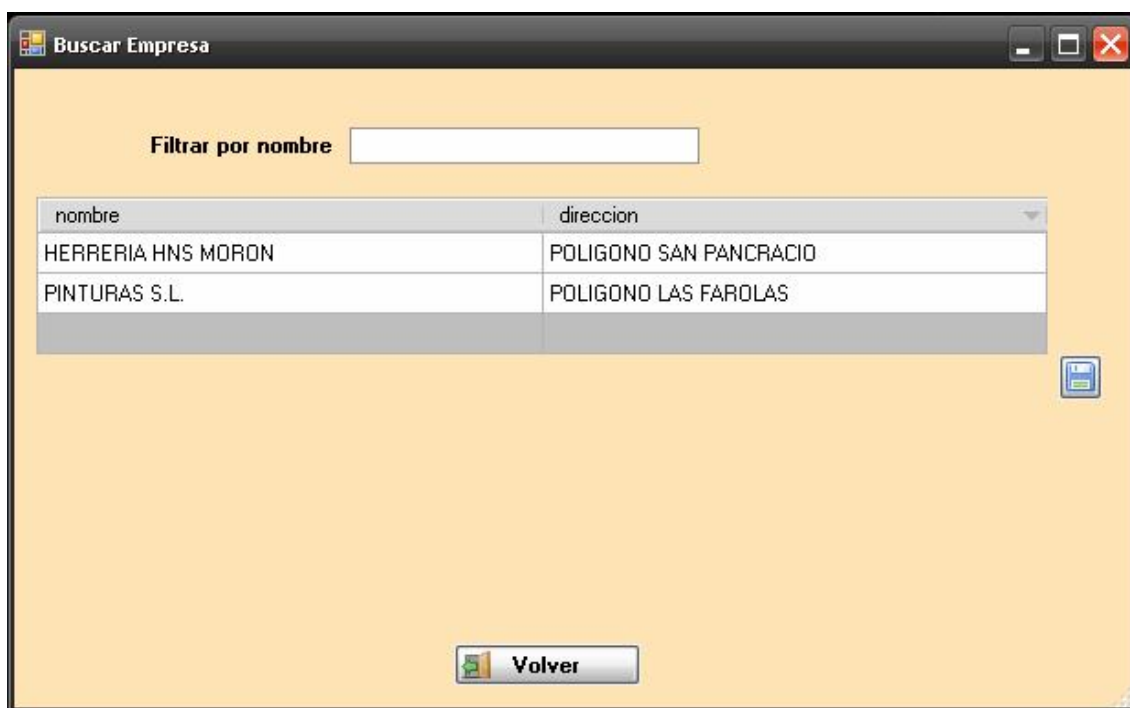 Buscar Empresa
Filtrar por nombre
nombre direccion
HERRERIA HNS MORON POLIGONO SAN PANCRACIO
PINTURAS S.L. POLIGONO LAS FAROLAS
Volver